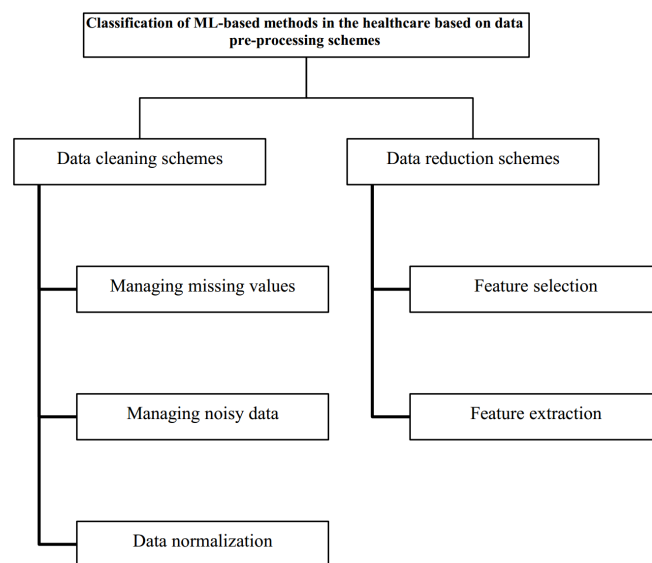 Classification of ML-based methods in the healthcare based on data
pre-processing schemes
Data cleaning schemes
Data reduction schemes
Managing missing values
Feature selection
Managing noisy data
Feature extraction
Data normalization